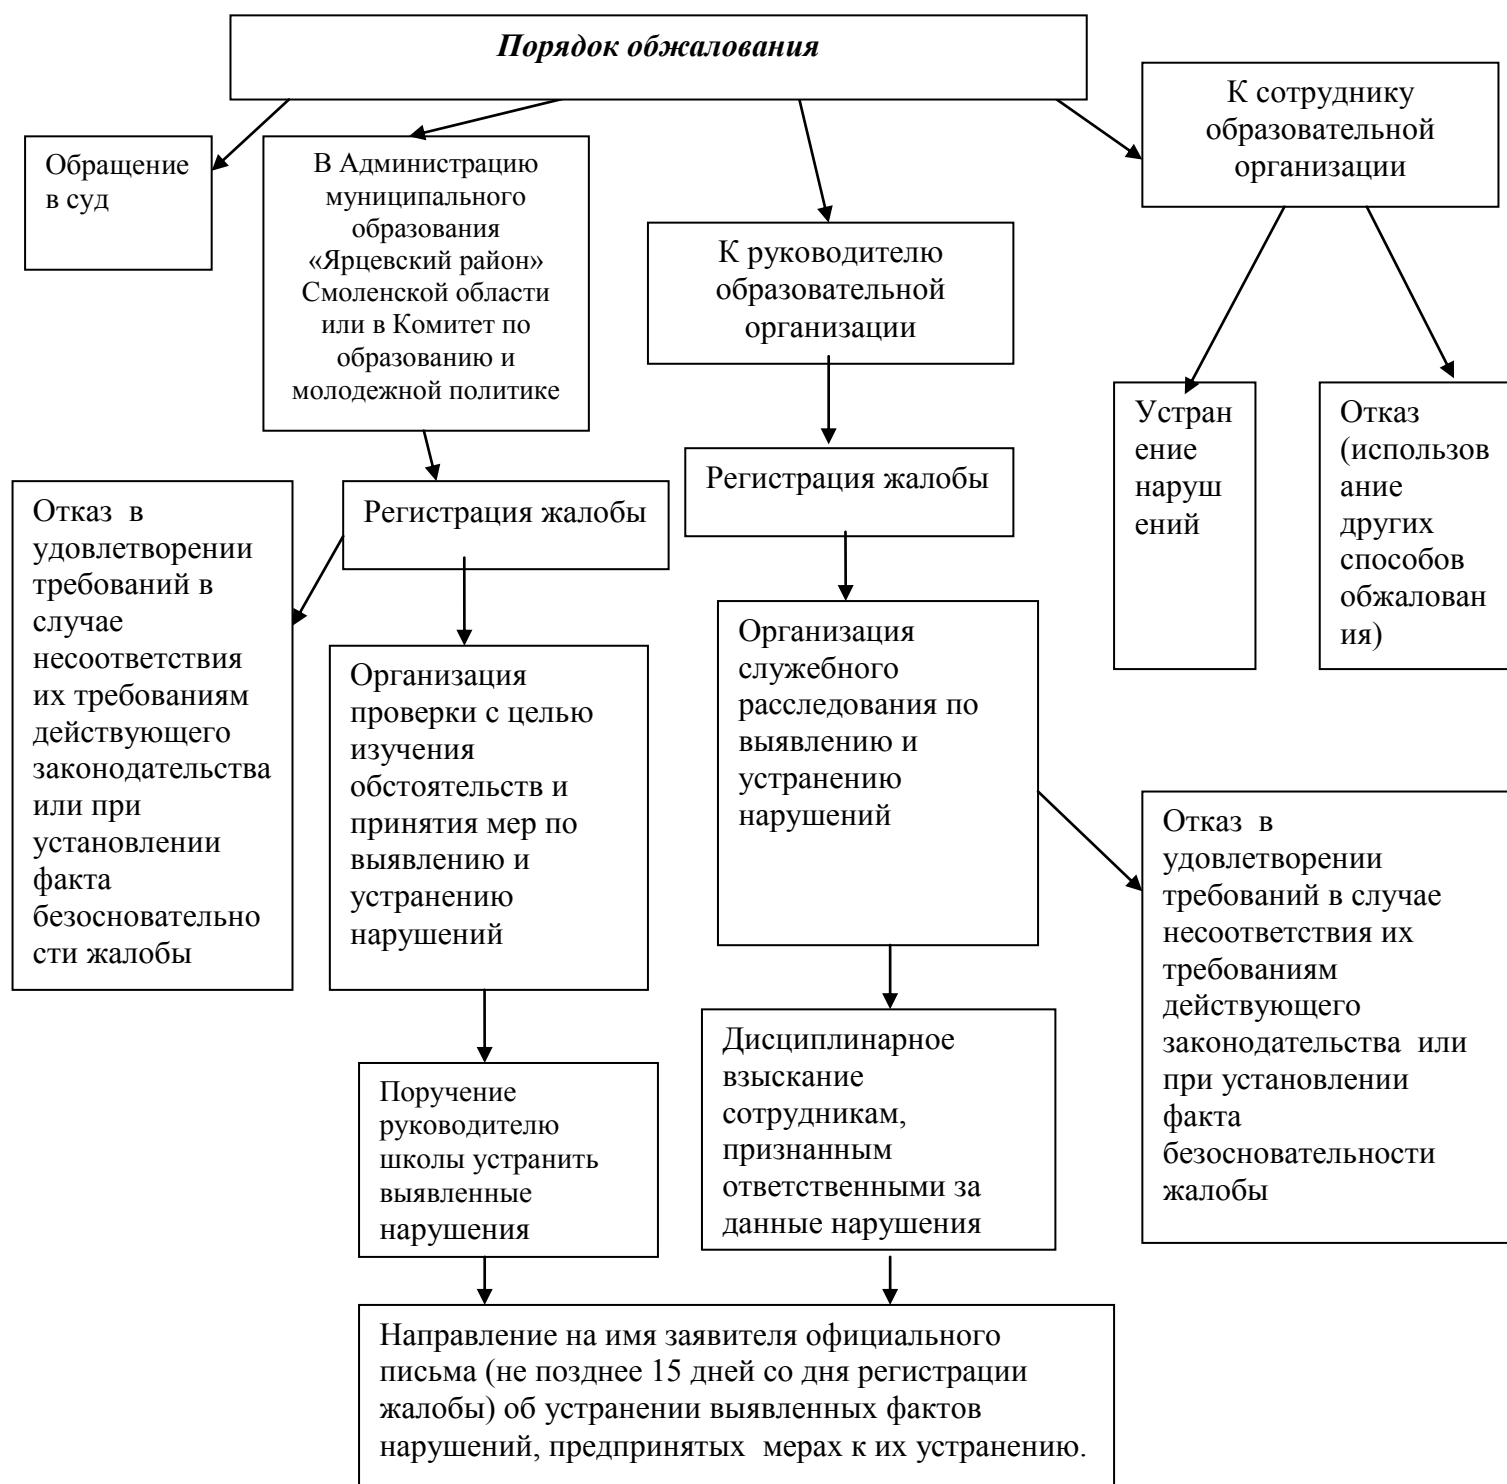 Порядок обжалования
К сотруднику
образовательной
организации
Обращение
в суд
В Администрацию
муниципального
образования
«Ярцевский район»
Смоленской области
или в Комитет по
образованию и
молодежной политике
К руководителю
образовательной
организации
Устран
ение
наруш
ений
Отказ
(использов
ание
других
способов
обжалован
ия)
Регистрация жалобы
Регистрация жалобы
Отказ в
удовлетворении
требований в
случае
несоответствия
их требованиям
действующего
законодательства
или при
установлении
факта
безосновательно
сти жалобы
Организация
проверки с целью
изучения
обстоятельств и
принятия мер по
выявлению и
устранению
нарушений
Организация
служебного
расследования по
выявлению и
устранению
нарушений
Отказ в
удовлетворении
требований в случае
несоответствия их
требованиям
действующего
законодательства или
при установлении
факта
безосновательности
жалобы
Поручение
руководителю
школы устранить
выявленные
нарушения
Дисциплинарное
взыскание
сотрудникам,
признанным
ответственными за
данные нарушения
Направление на имя заявителя официального
письма (не позднее 15 дней со дня регистрации
жалобы) об устранении выявленных фактов
нарушений, предпринятых мерах к их устранению.